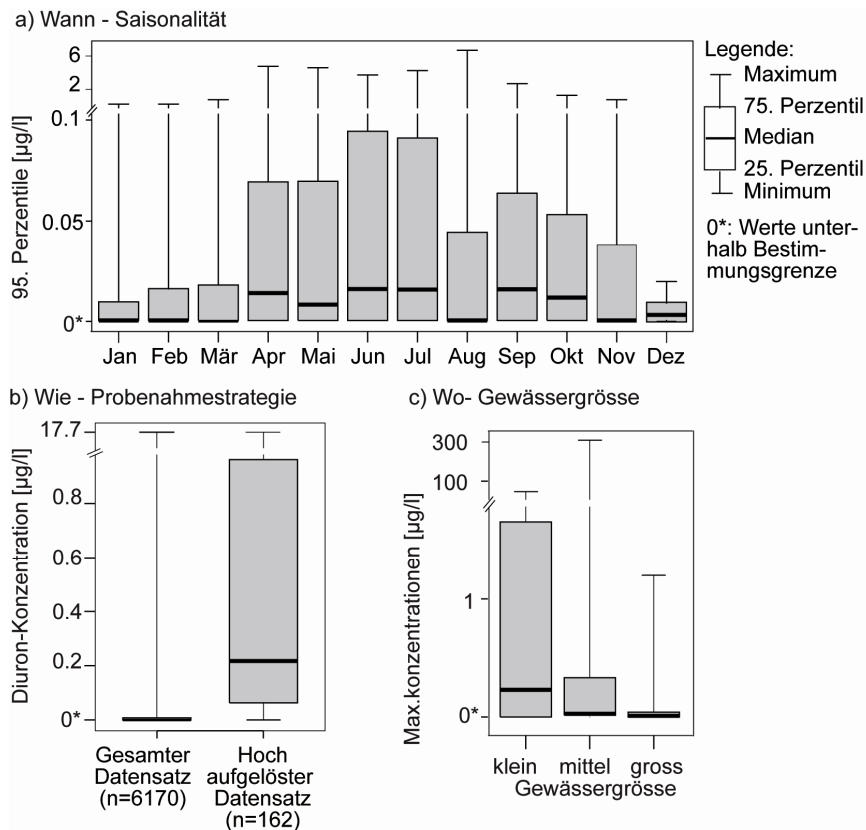 a) Wann - Saisonalität
6
2
0.1
0.05
0*
95. Perzentile [µg/l]
Jan Feb Mär Apr Mai Jun Jul Aug Sep Okt Nov Dez
Legende:
Maximum
75. Perzentil
Median
25. Perzentil
Minimum
0*: Werte unter-
halb Bestim-
mungsgrenze
b) Wie - Probenahmestrategie
17.7
0.8
0.6
0.4
0.2
0*
Diuron-Konzentration [µg/l]
Gesamter
Datensatz
(n=6170)
Hoch
aufgelöster
Datensatz
(n=162)
c) Wo- Gewässergrösse
300
100
1
0*
Max.konzentrationen [µg/l]
klein mittel gross
Gewässergrösse